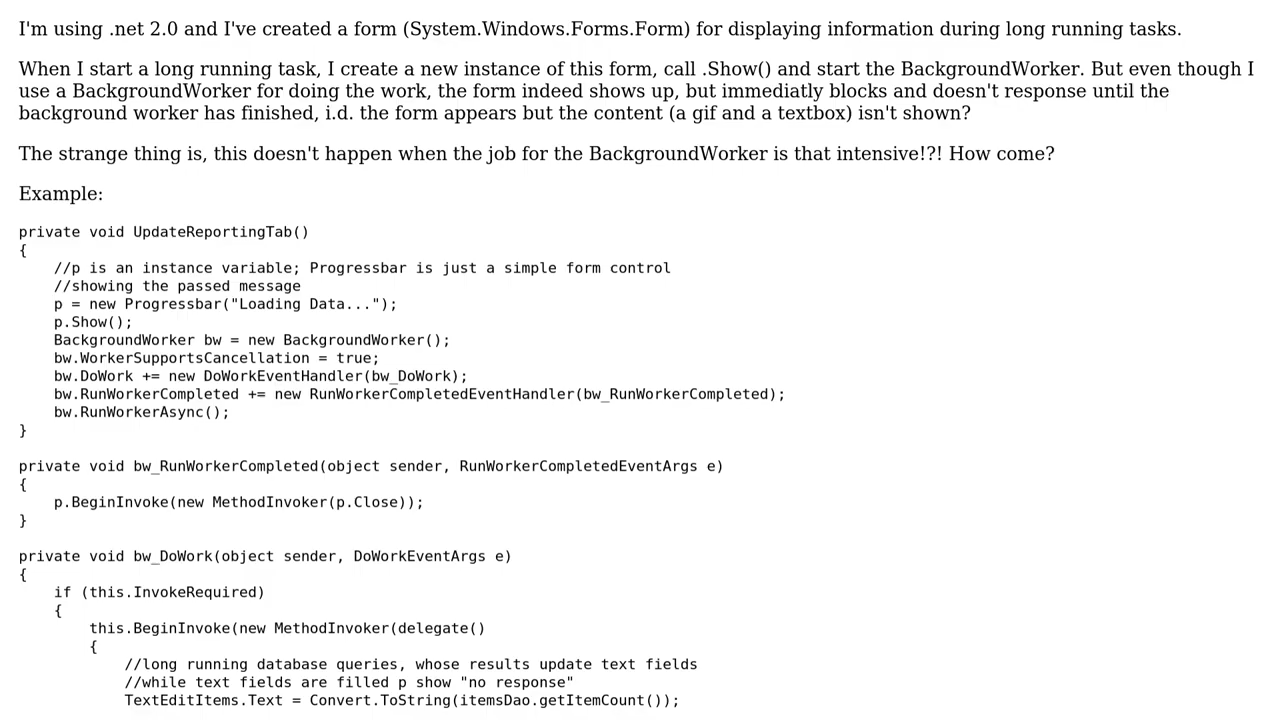 I'm using .net 2.0 and I've created a form (System.Windows.Forms.Form) for displaying information during long running tasks.
When I start a long running task, I create a new instance of this form, call .Show() and start the BackgroundWorker. But even though I
use a BackgroundWorker for doing the work, the form indeed shows up, but immediatly blocks and doesn't response until the
background worker has finished, i.d. the form appears but the content (a gif and a textbox) isn't shown?
The strange thing is, this doesn't happen when the job for the BackgroundWorker is that intensive!?! How come?
Example:
private void UpdateReportingTab()
{
    //p is an instance variable; Progressbar is just a simple form control
    //showing the passed message
    p = new Progressbar("Loading Data...");
    p.Show();
    BackgroundWorker bw = new BackgroundWorker();
    bw.WorkerSupportsCancellation = true;
    bw.DoWork += new DoWorkEventHandler(bw_DoWork);
    bw.RunWorkerCompleted += new RunWorkerCompletedEventHandler(bw_RunWorkerCompleted);
    bw.RunWorkerAsync();
}
private void bw_RunWorkerCompleted(object sender, RunWorkerCompletedEventArgs e)
{
    p.BeginInvoke(new MethodInvoker(p.Close));
}
private void bw_DoWork(object sender, DoWorkEventArgs e)
{
    if (this.InvokeRequired)
    {
        this.BeginInvoke(new MethodInvoker(delegate()
        {
            //long running database queries, whose results update text fields
            //while text fields are filled p show "no response"
            TextEditItems.Text = Convert.ToString(itemsDao.getItemCount());